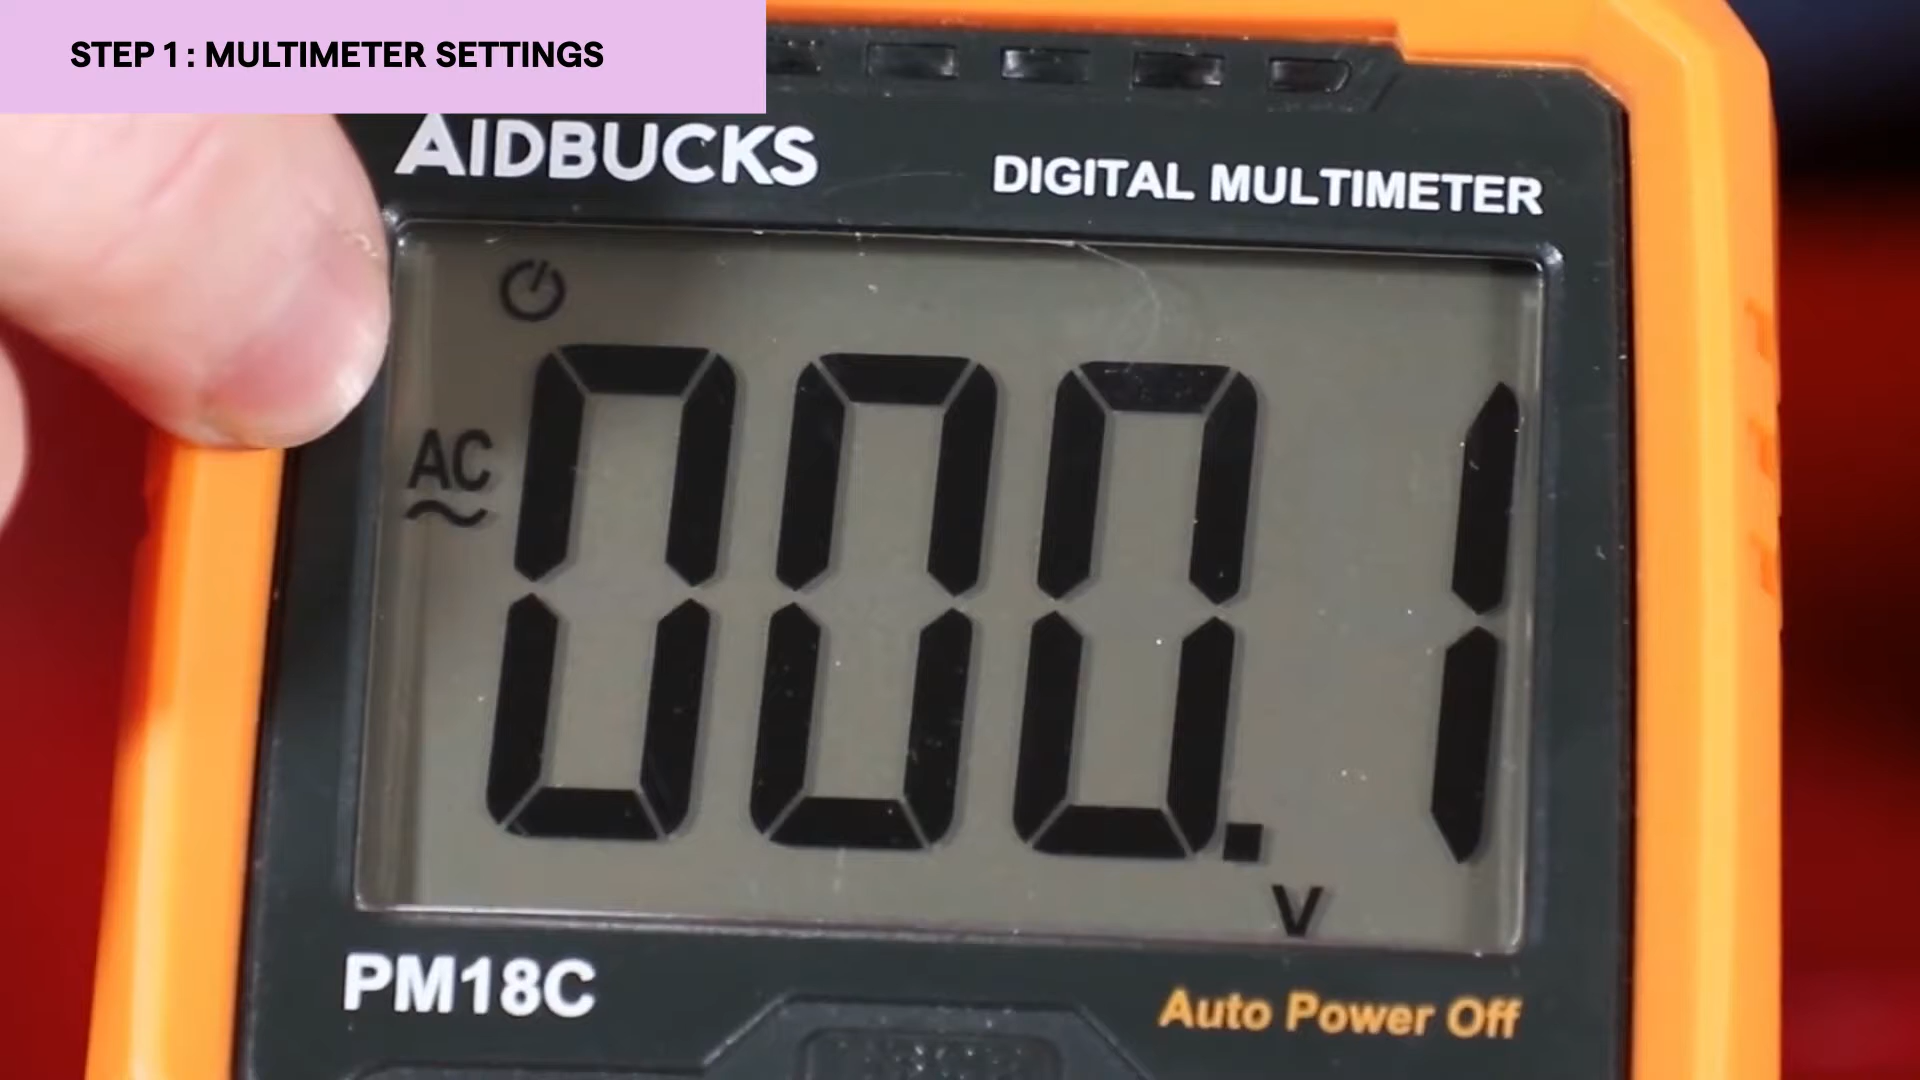 STEP 1 : MULTIMETER SETTINGS
AIDBUCKS
DIGITAL MULTIMETER
AC
000.1
V
PM18C
Auto Power Off